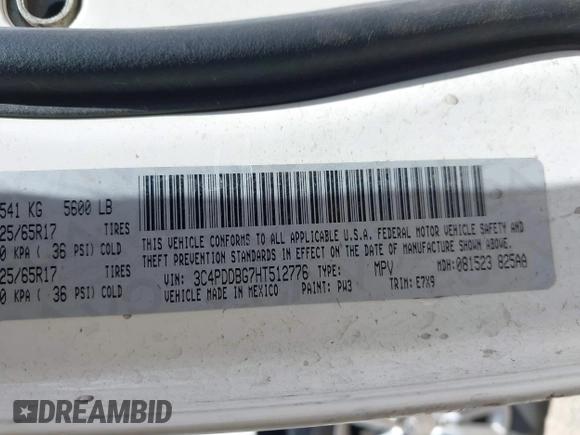 541 KG 5600 LB
25/65R17 TIRES
0 KPA ( 36 PSI) COLD
25/65R17 TIRES
0 KPA ( 36 PSI) COLD
THIS VEHICLE CONFORMS TO ALL APPLICABLE U.S.A. FEDERAL MOTOR VEHICLE SAFETY,
BUMPER, AND
THEFT PREVENTION STANDARDS IN EFFECT ON THE DATE OF MANUFACTURE SHOWN ABOVE.
VIN: 3C4PDDBG7HT512776 TYPE: MPV MDH: 081523 825AB
VEHICLE MADE IN MEXICO PAINT: PW3 TRIM: E7X9
DREAMBID